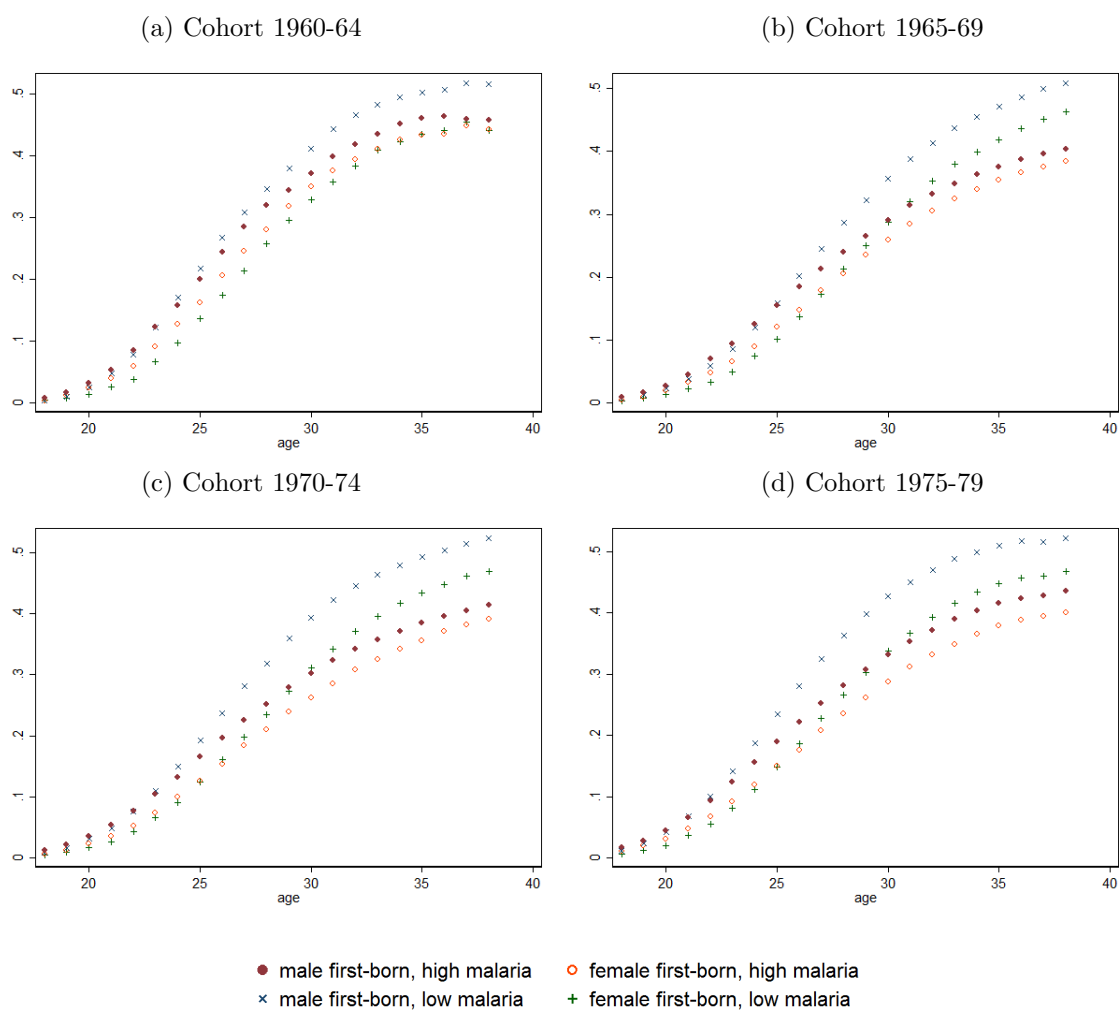 (a) Cohort 1960-64
(b) Cohort 1965-69
.5
.4
.3
.2
.1
0
20 25 30 35 40
age
.5
.4
.3
.2
.1
0
20 25 30 35 40
age
(c) Cohort 1970-74
(d) Cohort 1975-79
.5
.4
.3
.2
.1
0
20 25 30 35 40
age
.5
.4
.3
.2
.1
0
20 25 30 35 40
age
male first-born, high malaria
female first-born, high malaria
male first-born, low malaria
female first-born, low malaria